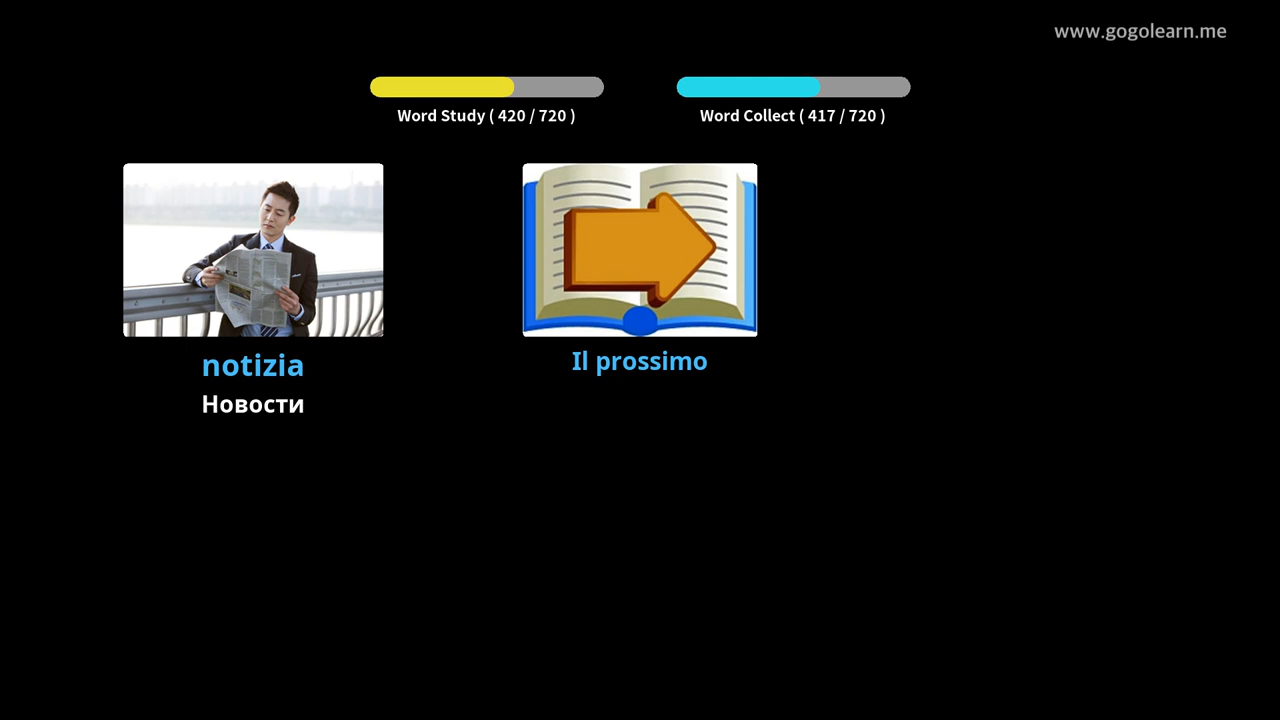 www.gogolearn.me
Word Study ( 420 / 720 )
Word Collect ( 417 / 720 )
notizia
Новости
Il prossimo